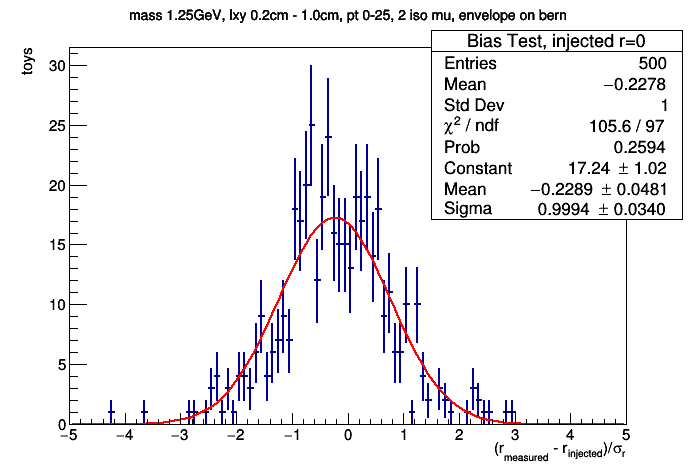 mass 1.25GeV, lxy 0.2cm - 1.0cm, pt 0-25, 2 iso mu, envelope on bern
Bias Test, injected r=0
Entries 500
Mean −0.2278
Std Dev 1
χ² / ndf 105.6 / 97
Prob 0.2594
Constant 17.24 ± 1.02
Mean −0.2289 ± 0.0481
Sigma 0.9994 ± 0.0340
toys
30
25
20
15
10
5
0
−5 −4 −3 −2 −1 0 1 2 3 4 5
(r_measured - r_injected)/σ_r